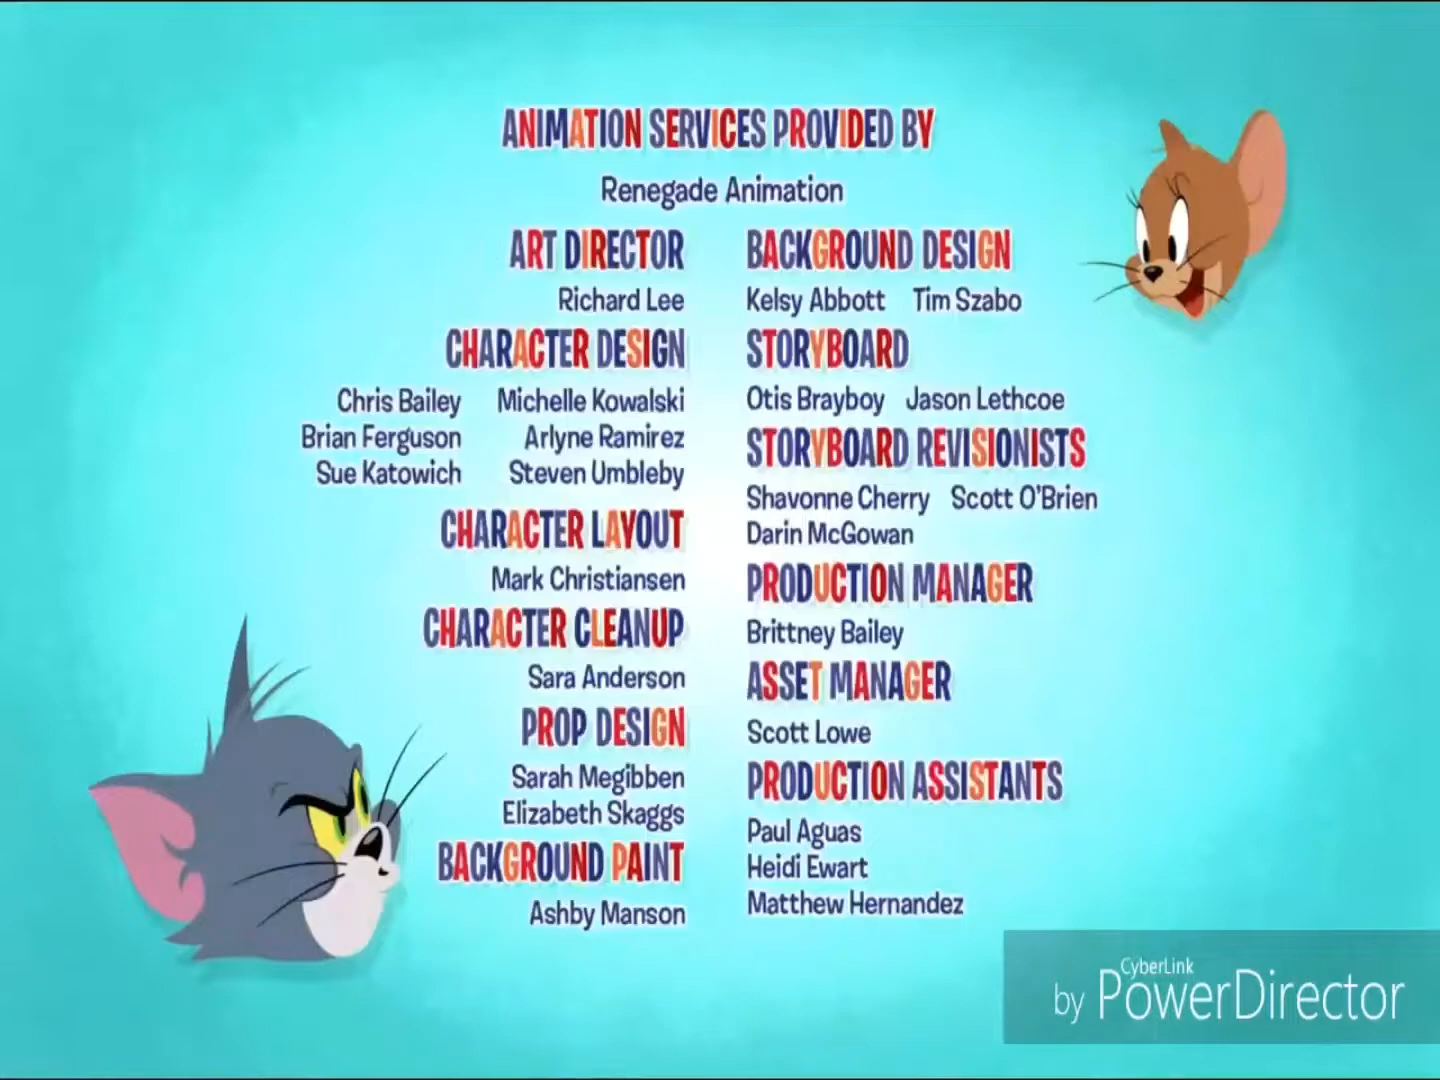 ANIMATION SERVICES PROVIDED BY
Renegade Animation
ART DIRECTOR
Richard Lee
CHARACTER DESIGN
Chris Bailey Michelle Kowalski
Brian Ferguson Arlyne Ramirez
Sue Katowich Steven Umbleby
CHARACTER LAYOUT
Mark Christiansen
CHARACTER CLEANUP
Sara Anderson
PROP DESIGN
Sarah Megibben
Elizabeth Skaggs
BACKGROUND PAINT
Ashby Manson
BACKGROUND DESIGN
Kelsy Abbott Tim Szabo
STORYBOARD
Otis Brayboy Jason Lethcoe
STORYBOARD REVISIONISTS
Shavonne Cherry Scott O'Brien
Darin McGowan
PRODUCTION MANAGER
Brittney Bailey
ASSET MANAGER
Scott Lowe
PRODUCTION ASSISTANTS
Paul Aguas
Heidi Ewart
Matthew Hernandez
CyberLink
by PowerDirector